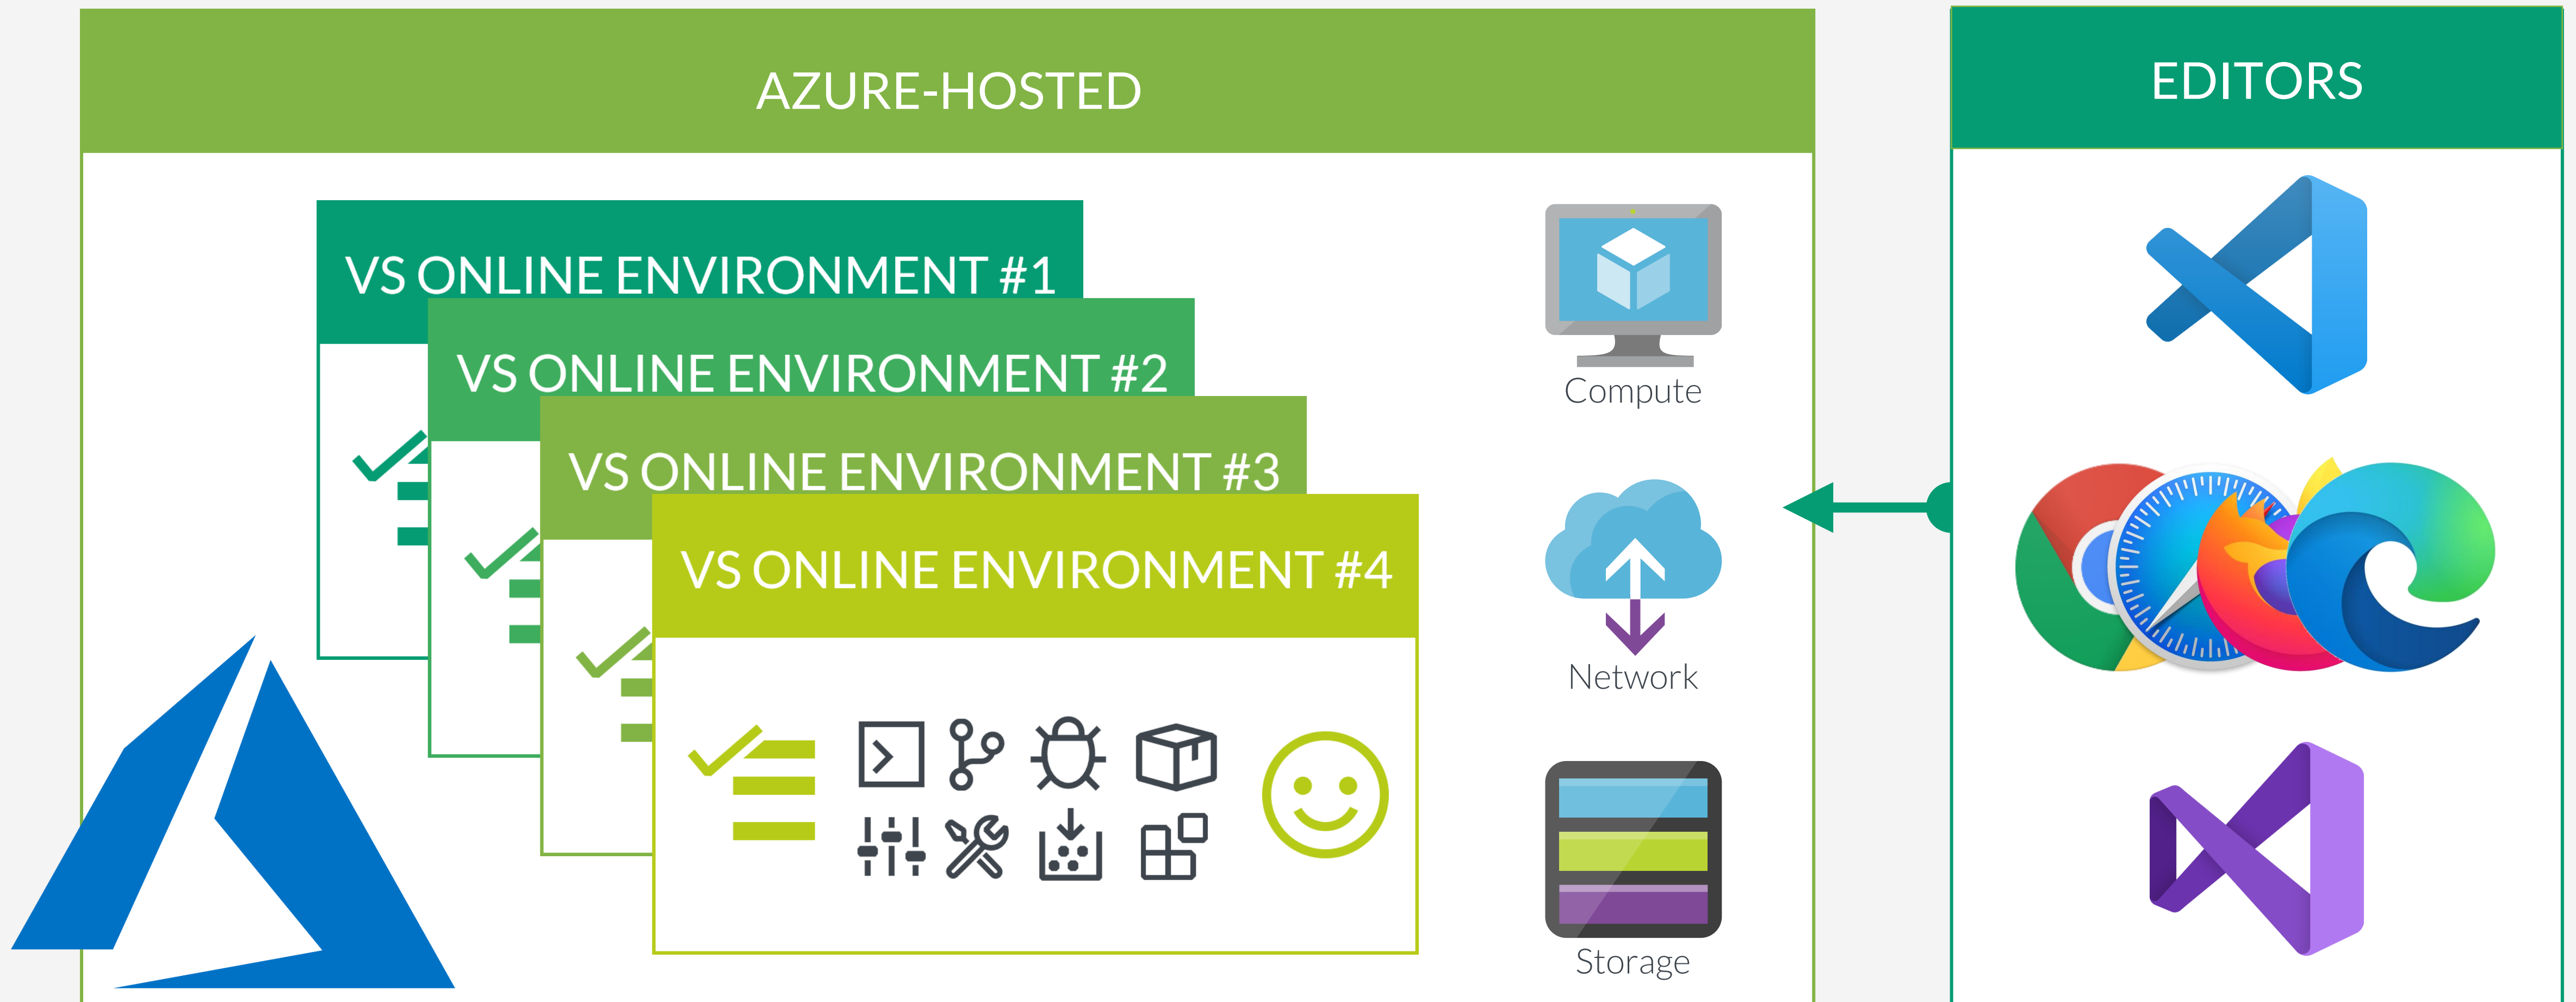 AZURE-HOSTED
VS ONLINE ENVIRONMENT #1
VS ONLINE ENVIRONMENT #2
VS ONLINE ENVIRONMENT #3
VS ONLINE ENVIRONMENT #4
Compute
Network
Storage
EDITORS